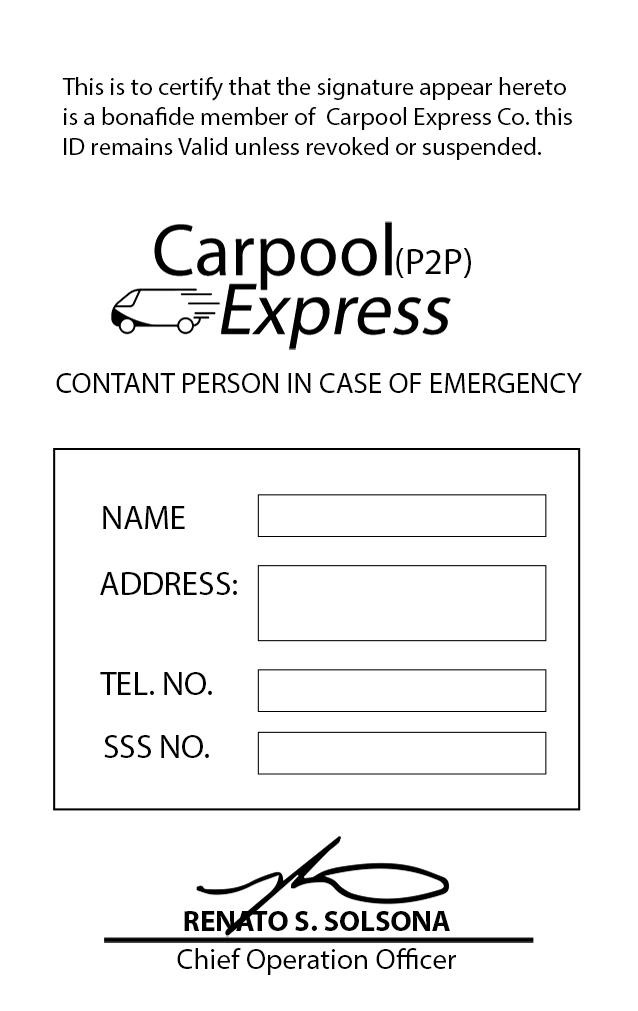 This is to certify that the signature appear hereto
is a bonafide member of Carpool Express Co. this
ID remains Valid unless revoked or suspended.
Carpool(P2P)
Express
CONTANT PERSON IN CASE OF EMERGENCY
NAME
ADDRESS:
TEL. NO.
SSS NO.
RENATO S. SOLSONA
Chief Operation Officer